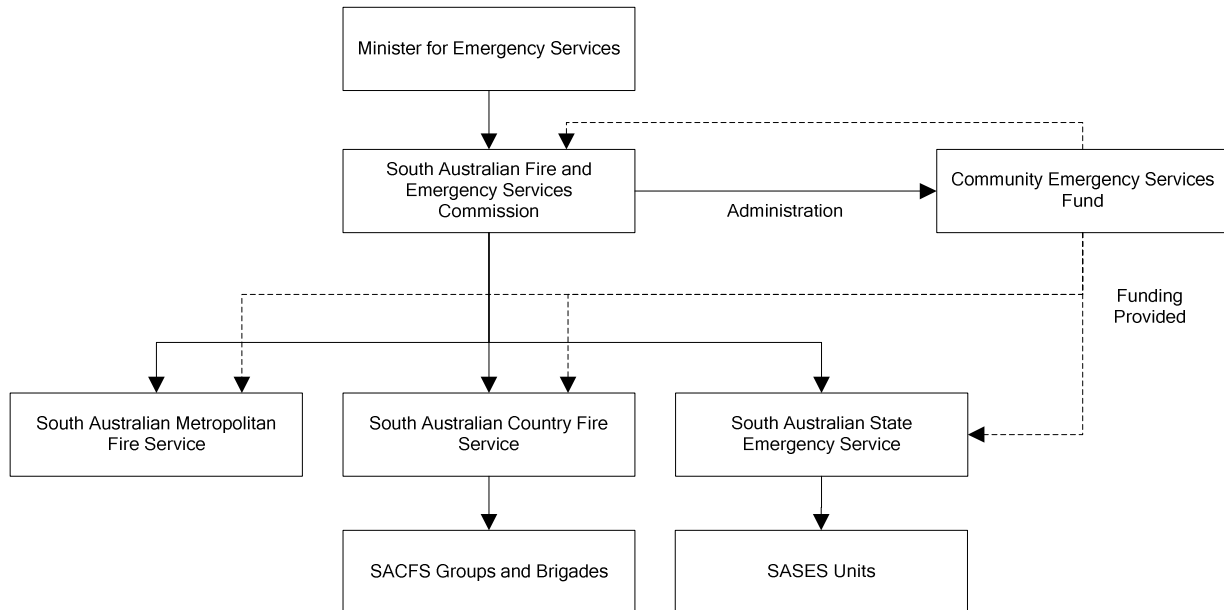 Minister for Emergency Services
South Australian Fire and
Emergency Services
Commission
Administration
Community Emergency Services
Fund
Funding
Provided
South Australian Metropolitan
Fire Service
South Australian Country Fire
Service
South Australian State
Emergency Service
SACFS Groups and Brigades
SASES Units